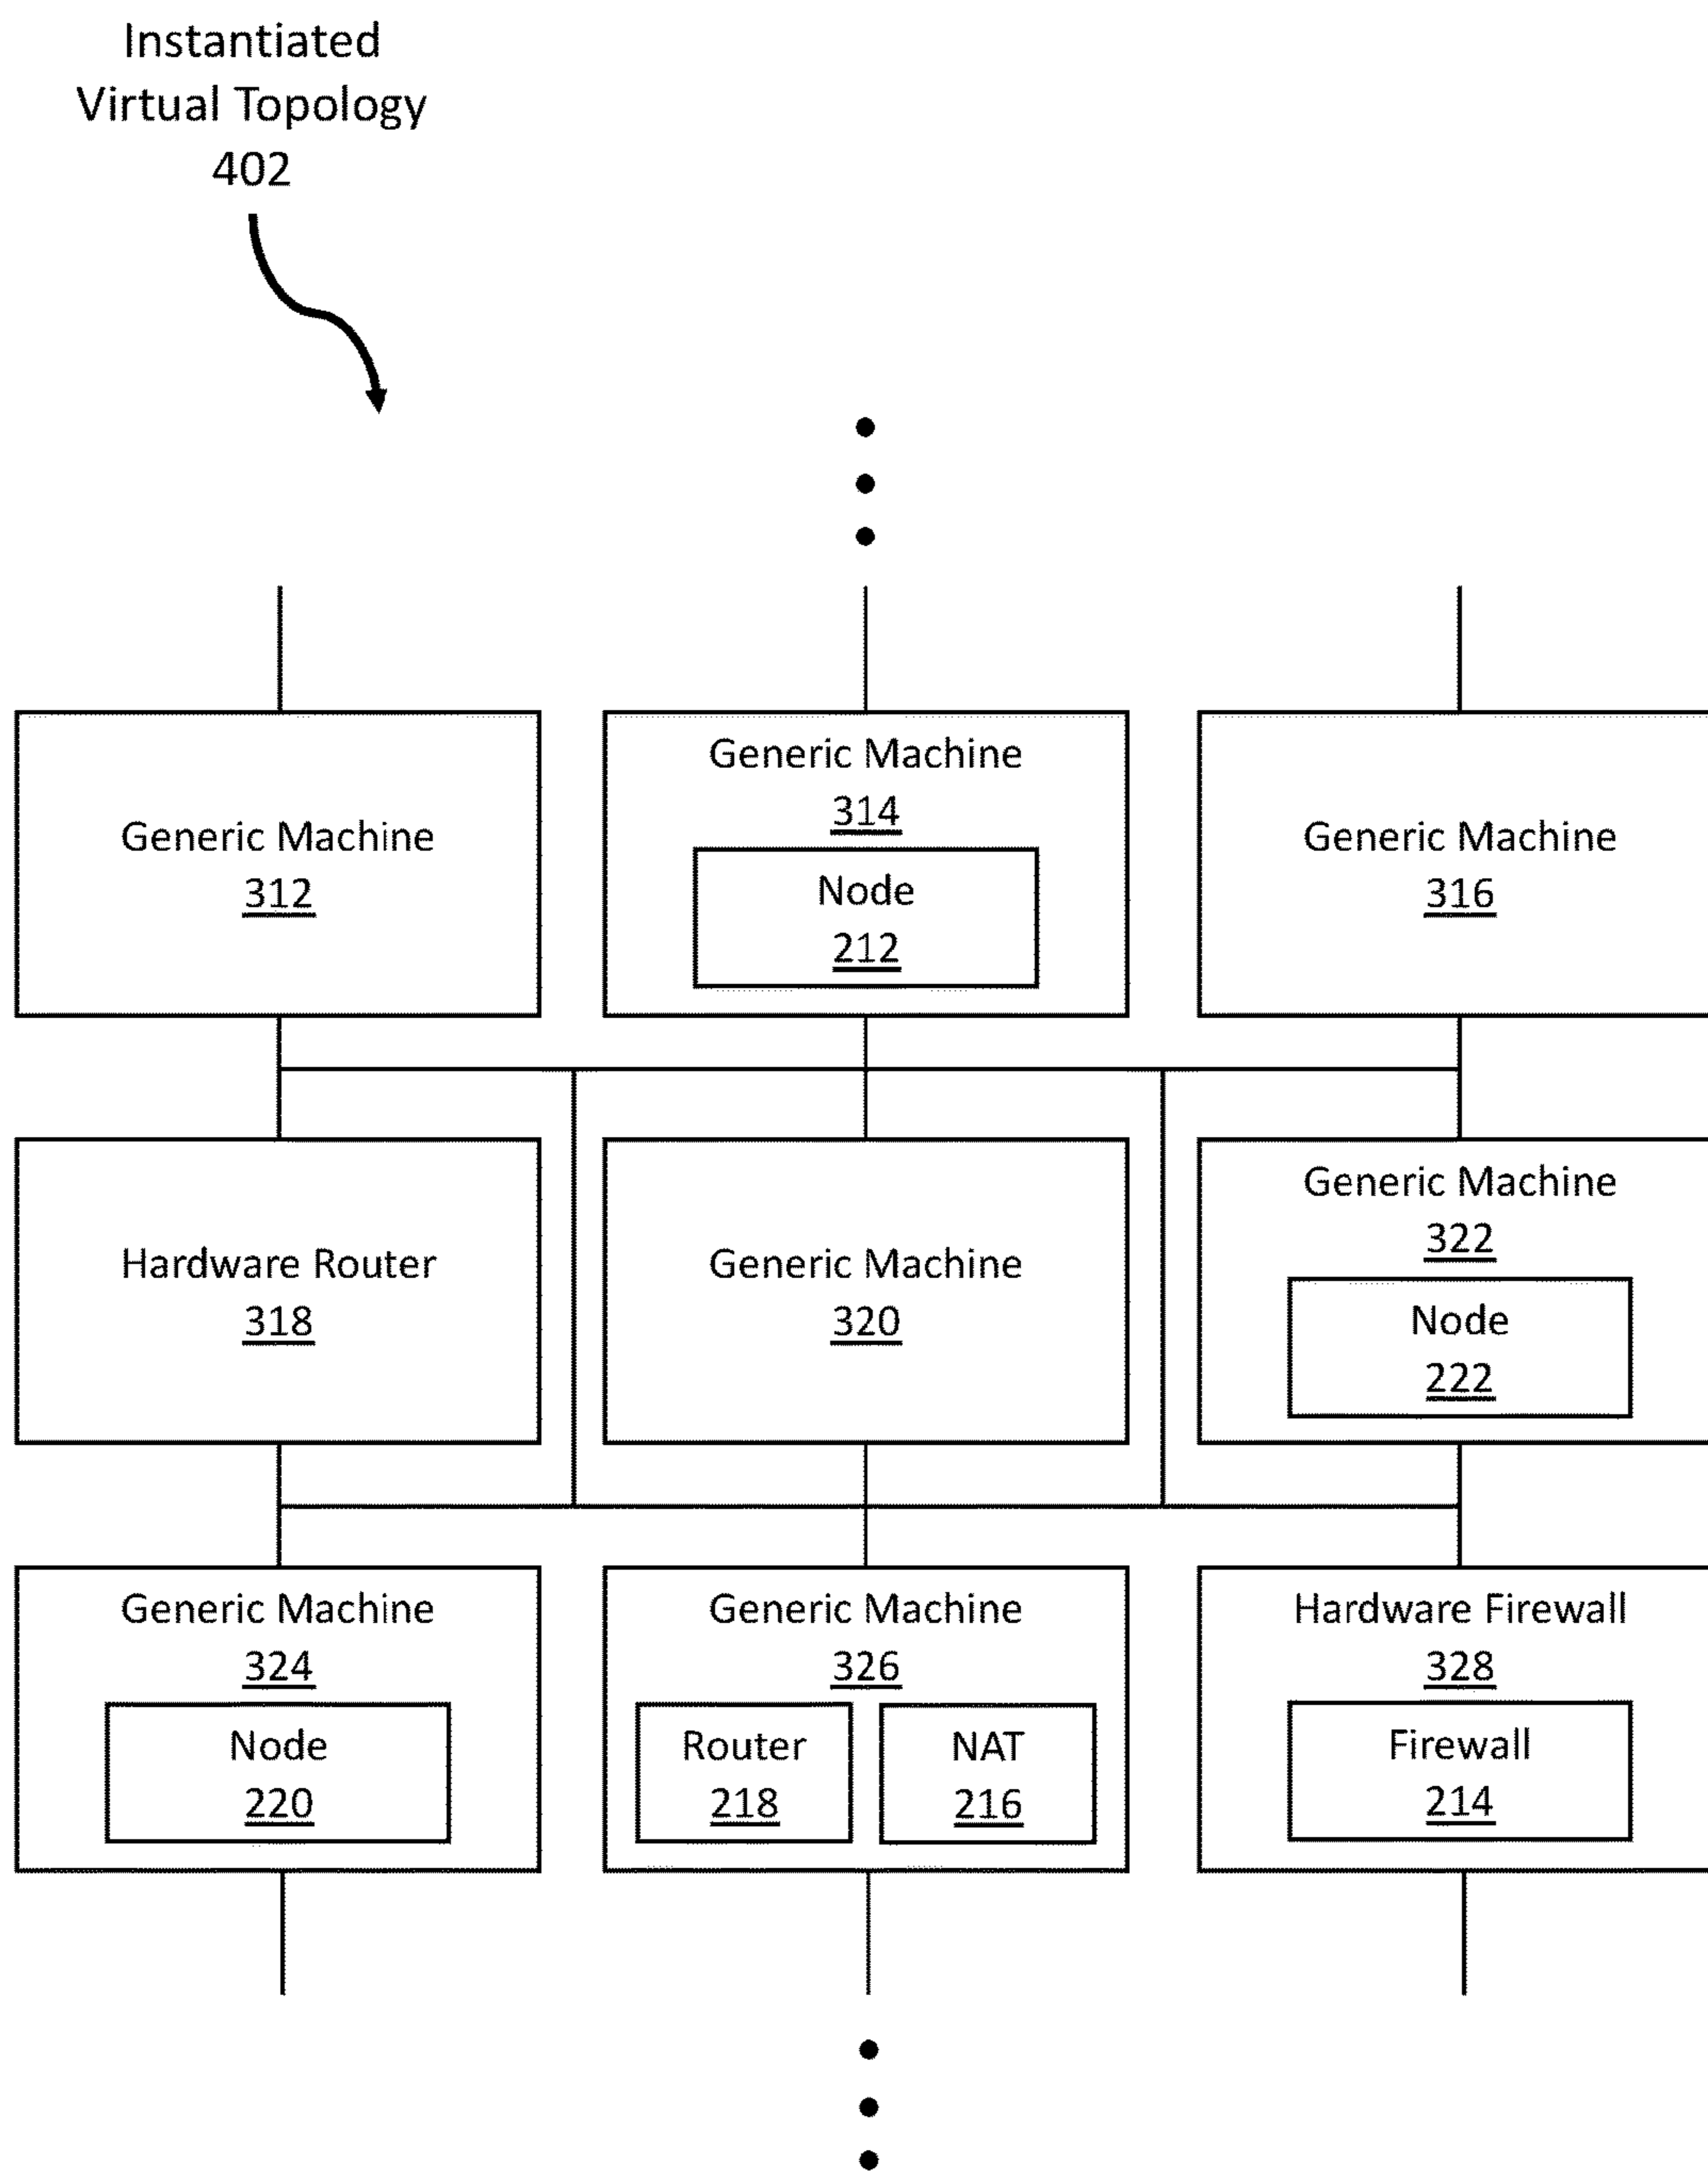 Instantiated
Virtual Topology
402
Generic Machine
312
Generic Machine
314
Node
212
Generic Machine
316
Hardware Router
318
Generic Machine
320
Generic Machine
322
Node
222
Generic Machine
324
Node
220
Generic Machine
326
Router
218
NAT
216
Hardware Firewall
328
Firewall
214